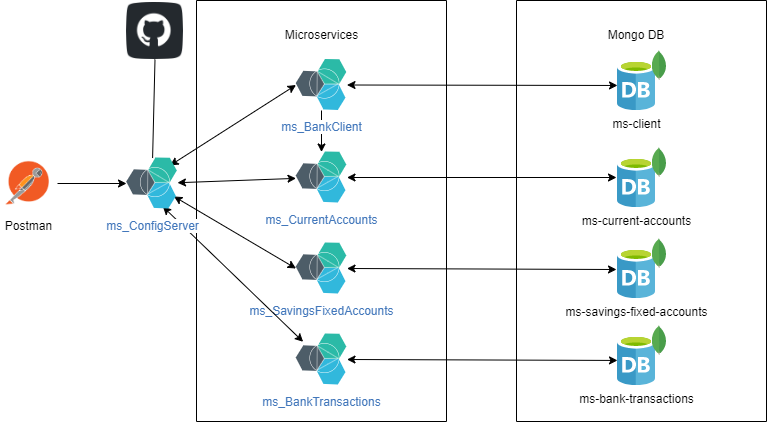 Microservices
Mongo DB
ms_BankClient
DB
ms-client
Postman
ms_ConfigServer
ms_CurrentAccounts
DB
ms-current-accounts
ms_SavingsFixedAccounts
DB
ms-savings-fixed-accounts
ms_BankTransactions
DB
ms-bank-transactions